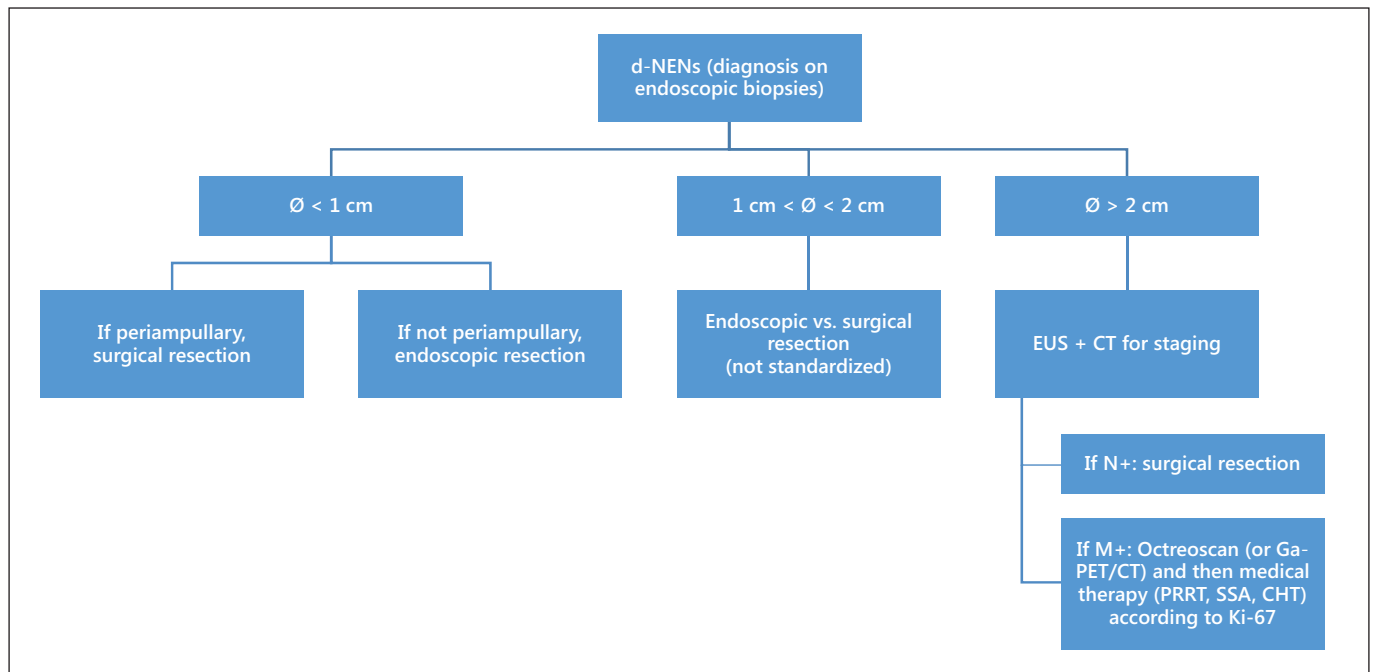 d-NENs (diagnosis on
endoscopic biopsies)
Ø < 1 cm
1 cm < Ø < 2 cm
Ø > 2 cm
If periampullary,
surgical resection
If not periampullary,
endoscopic resection
Endoscopic vs. surgical
resection
(not standardized)
EUS + CT for staging
If N+: surgical resection
If M+: Octreoscan (or Ga-
PET/CT) and then medical
therapy (PRRT, SSA, CHT)
according to Ki-67